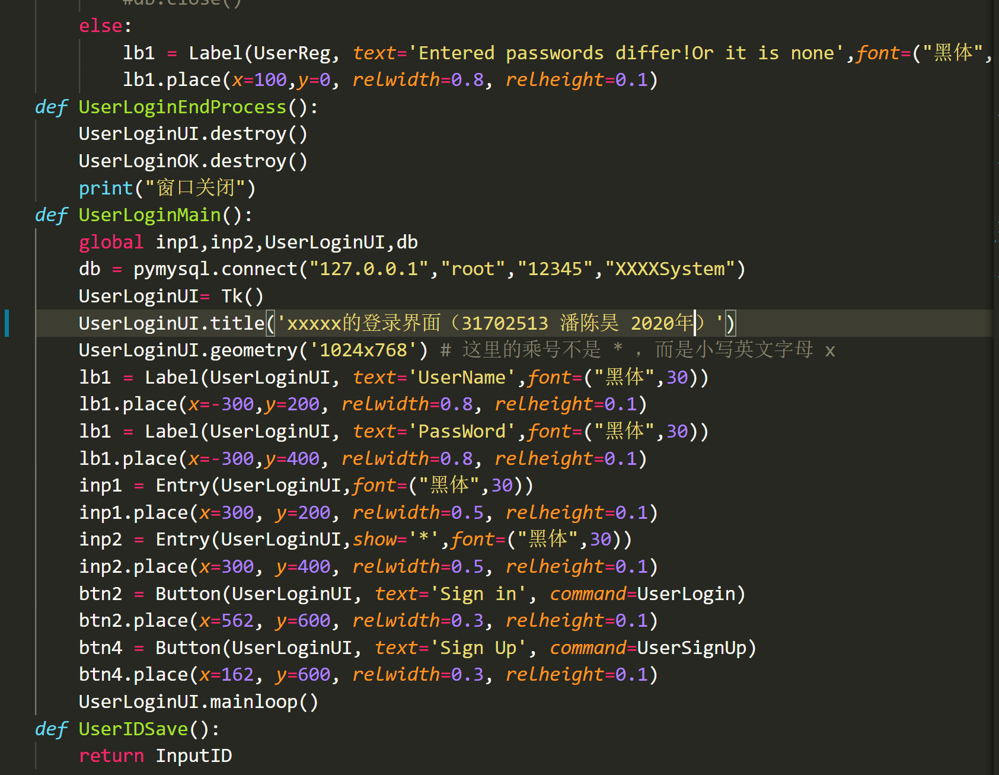 #db.close()
else:
lb1 = Label(UserReg, text='Entered passwords differ!Or it is none',font=("黑体",
lb1.place(x=100,y=0, relwidth=0.8, relheight=0.1)
def UserLoginEndProcess():
UserLoginUI.destroy()
UserLoginOK.destroy()
print("窗口关闭")
def UserLoginMain():
global inp1,inp2,UserLoginUI,db
db = pymysql.connect("127.0.0.1","root","12345","XXXXSystem")
UserLoginUI= Tk()
UserLoginUI.title('xxxxx的登录界面（31702513 潘陈昊 2020年）')
UserLoginUI.geometry('1024x768') # 这里的乘号不是 * ，而是小写英文字母 x
lb1 = Label(UserLoginUI, text='UserName',font=("黑体",30))
lb1.place(x=-300,y=200, relwidth=0.8, relheight=0.1)
lb1 = Label(UserLoginUI, text='PassWord',font=("黑体",30))
lb1.place(x=-300,y=400, relwidth=0.8, relheight=0.1)
inp1 = Entry(UserLoginUI,font=("黑体",30))
inp1.place(x=300, y=200, relwidth=0.5, relheight=0.1)
inp2 = Entry(UserLoginUI,show='*',font=("黑体",30))
inp2.place(x=300, y=400, relwidth=0.5, relheight=0.1)
btn2 = Button(UserLoginUI, text='Sign in', command=UserLogin)
btn2.place(x=562, y=600, relwidth=0.3, relheight=0.1)
btn4 = Button(UserLoginUI, text='Sign Up', command=UserSignUp)
btn4.place(x=162, y=600, relwidth=0.3, relheight=0.1)
UserLoginUI.mainloop()
def UserIDSave():
return InputID